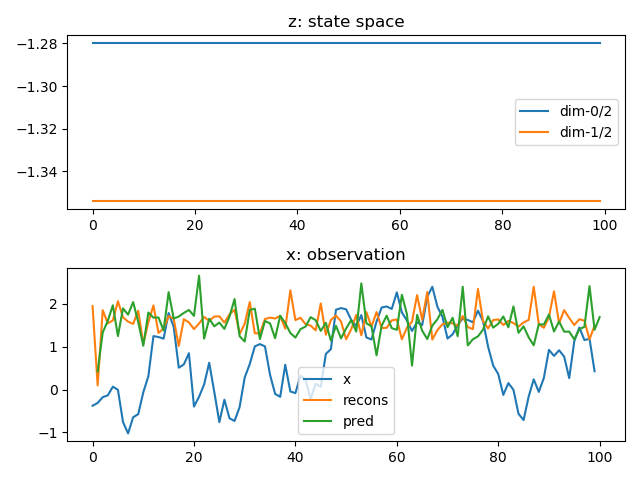 z: state space
−1.28
−1.30
−1.32
−1.34
dim-0/2
dim-1/2
0 20 40 60 80 100
x: observation
2
1
0
−1
x
recons
pred
0 20 40 60 80 100